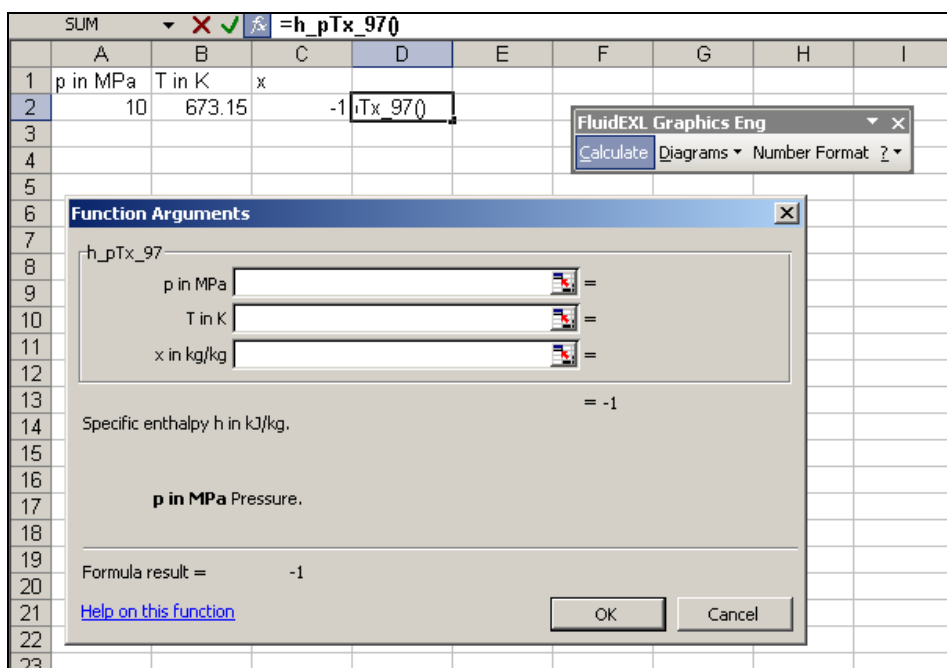 SUM =h_pTx_97()
A B C D E F G H I
1 p in MPa T in K x
2 10 673.15 -1 Tx_97()
FluidEXL Graphics Eng
3
4 Calculate Diagrams Number Format ?
5
6 Function Arguments
7
h_pTx_97
8
p in MPa =
9
10 T in K =
11
x in kg/kg =
12
13 = -1
14 Specific enthalpy h in kJ/kg.
15
16
17 p in MPa Pressure.
18
19
Formula result = -1
20
21 Help on this function OK Cancel
22
23